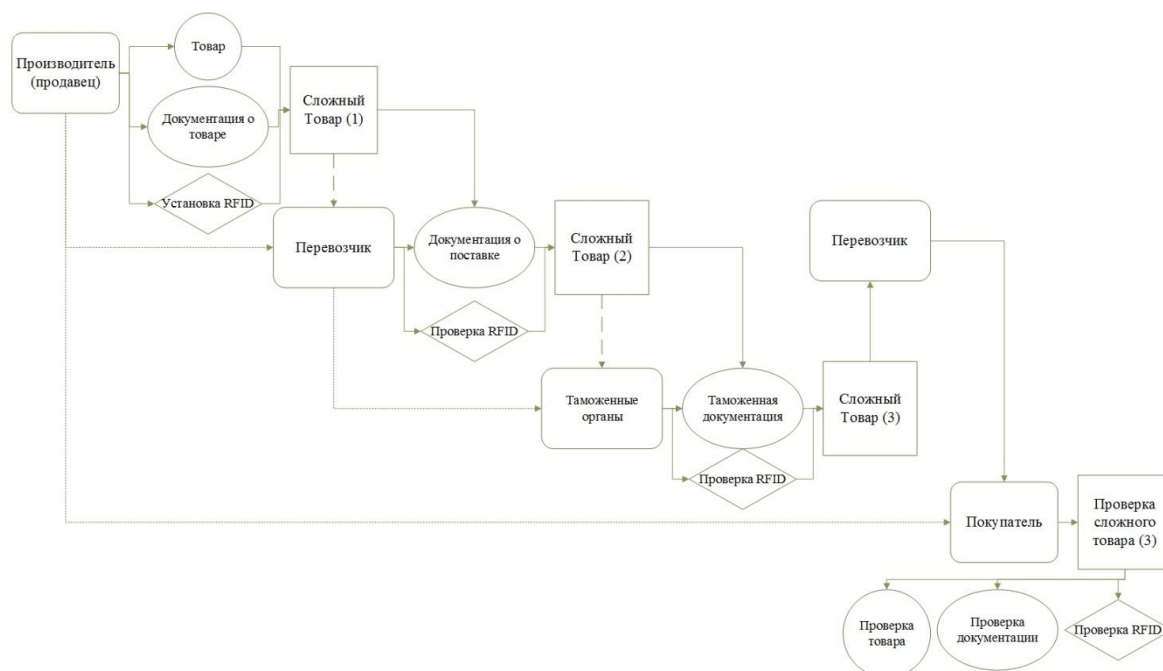 Товар
Производитель
(продавец)
Документация о
товаре
Установка RFID
Сложный
Товар (1)
Перевозчик
Документация о
поставке
Проверка RFID
Сложный
Товар (2)
Перевозчик
Таможенные
органы
Таможенная
документация
Проверка RFID
Сложный
Товар (3)
Покупатель
Проверка
сложного
товара (3)
Проверка
товара
Проверка
документации
Проверка RFID